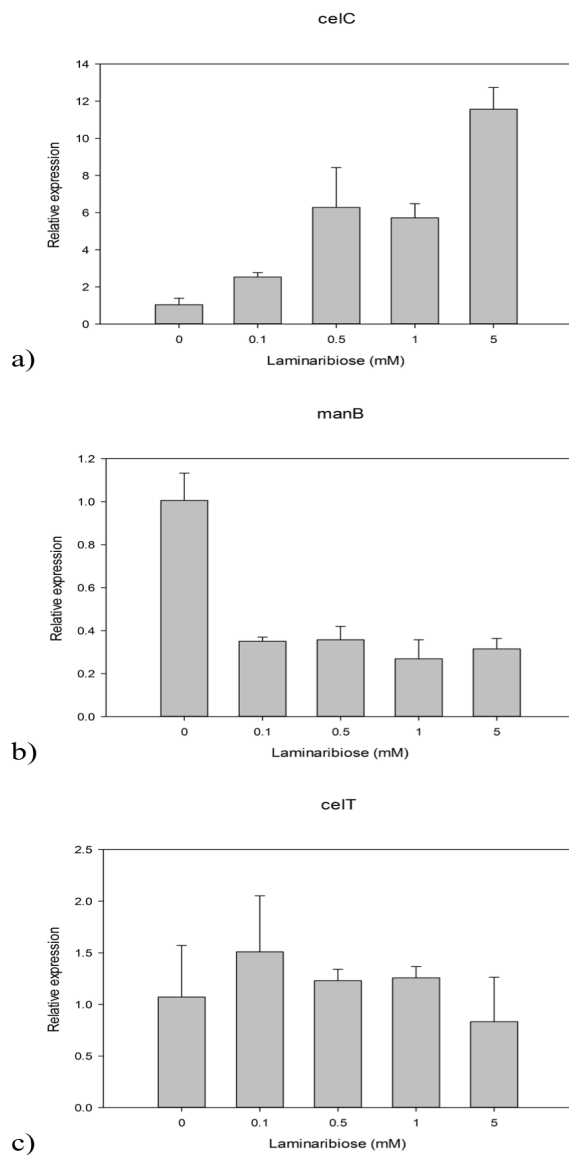 celC
14
12
10
8
6
4
2
0
Relative expression
0 0.1 0.5 1 5
Laminaribiose (mM)
a)
manB
1.2
1.0
0.8
0.6
0.4
0.2
0.0
Relative expression
0 0.1 0.5 1 5
Laminaribiose (mM)
b)
celT
2.5
2.0
1.5
1.0
0.5
0.0
Relative expression
0 0.1 0.5 1 5
Laminaribiose (mM)
c)